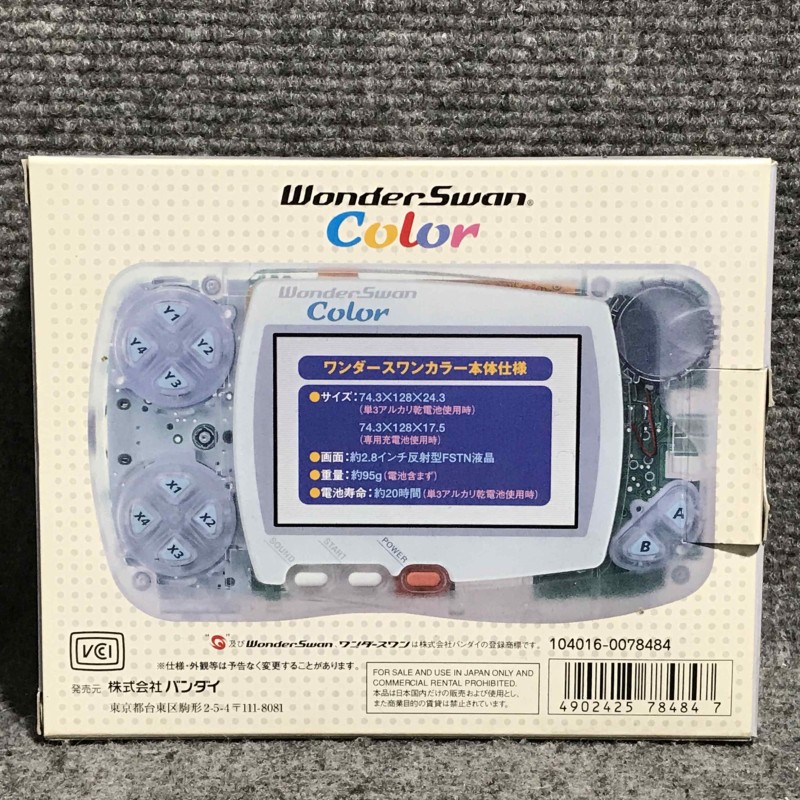 WonderSwan®
Color
WonderSwan
Color
Y1
Y2
Y3
Y4
ワンダースワンカラー本体仕様
●サイズ:74.3×128×24.3
(単3アルカリ乾電池使用時)
74.3×128×17.5
(専用充電池使用時)
●画面:約2.8インチ反射型FSTN液晶
●重量:約95g(電池含まず)
●電池寿命:約20時間(単3アルカリ乾電池使用時)
X1
X2
X3
X4
A
B
SOUND
START
POWER
及びWonderSwan ワンダースワンは株式会社バンダイの登録商標です。 104016-0078484
VCI
※仕様・外観等は予告なく変更することがあります。
発売元 株式会社バンダイ
東京都台東区駒形2-5-4〒111-8081
FOR SALE AND USE IN JAPAN ONLY AND
COMMERCIAL RENTAL PROHIBITED.
本品は日本国内だけの販売および使用とし、
また商業目的の賃貸は禁止されています。
4902425 78484 7